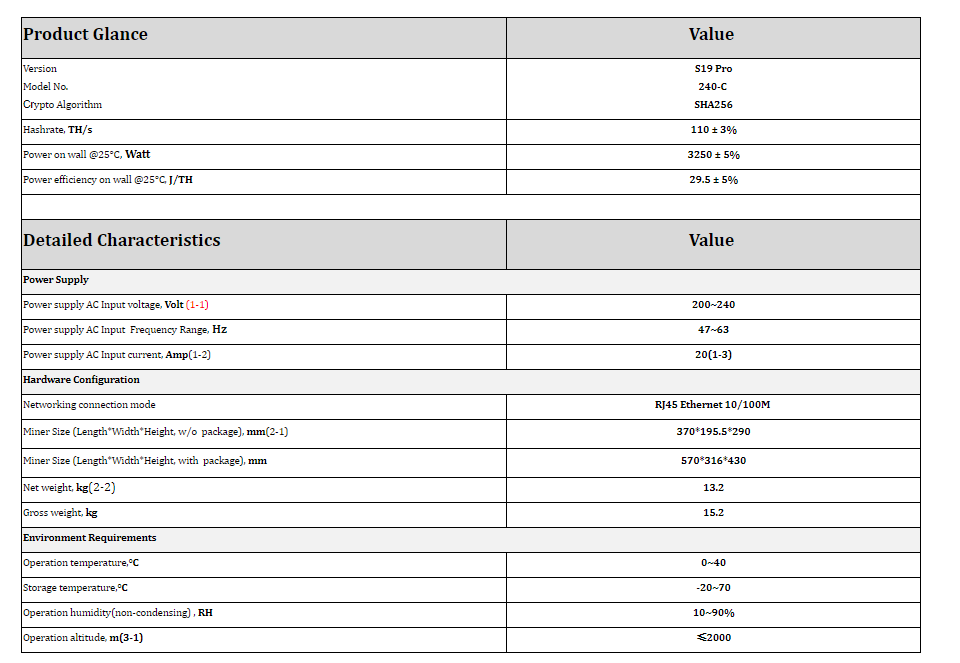 Product Glance Value
Version S19 Pro
Model No. 240-C
Crypto Algorithm SHA256
Hashrate, TH/s 110 ± 3%
Power on wall @25°C, Watt 3250 ± 5%
Power efficiency on wall @25°C, J/TH 29.5 ± 5%
Detailed Characteristics Value
Power Supply
Power supply AC Input voltage, Volt (1-1) 200~240
Power supply AC Input Frequency Range, Hz 47~63
Power supply AC Input current, Amp(1-2) 20(1-3)
Hardware Configuration
Networking connection mode RJ45 Ethernet 10/100M
Miner Size (Length*Width*Height, w/o package), mm(2-1) 370*195.5*290
Miner Size (Length*Width*Height, with package), mm 570*316*430
Net weight, kg(2-2) 13.2
Gross weight, kg 15.2
Environment Requirements
Operation temperature,°C 0~40
Storage temperature,°C -20~70
Operation humidity(non-condensing) , RH 10~90%
Operation altitude, m(3-1) ≤2000